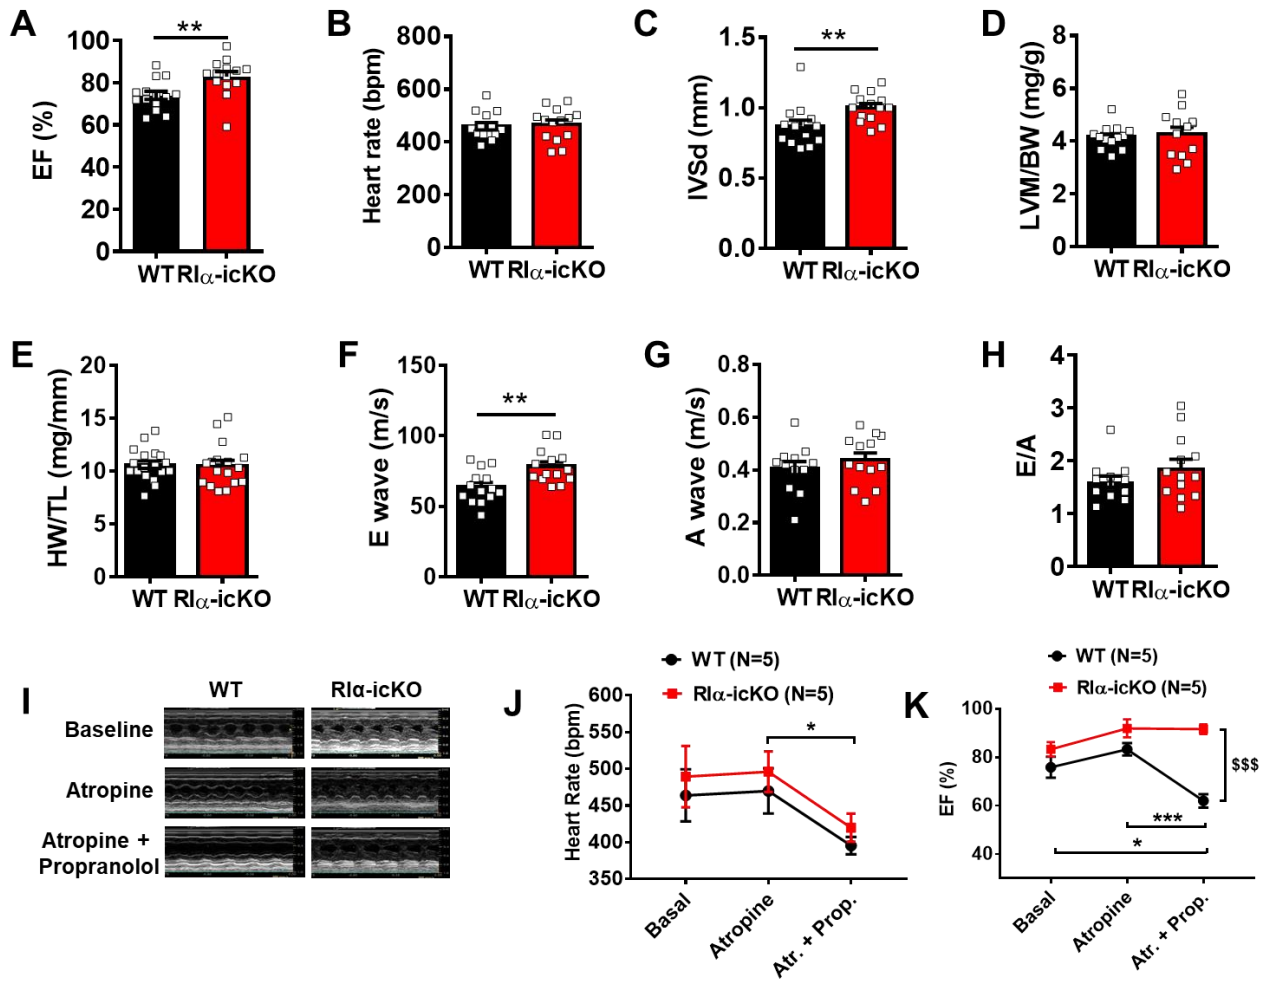 A
EF (%)
100
80
60
40
20
0
**
WT RIα-icKO
B
Heart rate (bpm)
800
600
400
200
0
WT RIα-icKO
C
IVSd (mm)
1.5
1.0
0.5
0.0
**
WT RIα-icKO
D
LVM/BW (mg/g)
8
6
4
2
0
WT RIα-icKO
E
HW/TL (mg/mm)
20
15
10
5
0
WT RIα-icKO
F
E wave (m/s)
150
100
50
0
**
WT RIα-icKO
G
A wave (m/s)
0.8
0.6
0.4
0.2
0.0
WT RIα-icKO
H
E/A
4
3
2
1
0
WT RIα-icKO
I
WT RIα-icKO
Baseline
Atropine
Atropine +
Propranolol
J
WT (N=5)
RIα-icKO (N=5)
Heart Rate (bpm)
600
550
500
450
400
350
*
Basal
Atropine
Atr. + Prop.
K
WT (N=5)
RIα-icKO (N=5)
EF (%)
100
80
60
40
$$$
***
*
Basal
Atropine
Atr. + Prop.